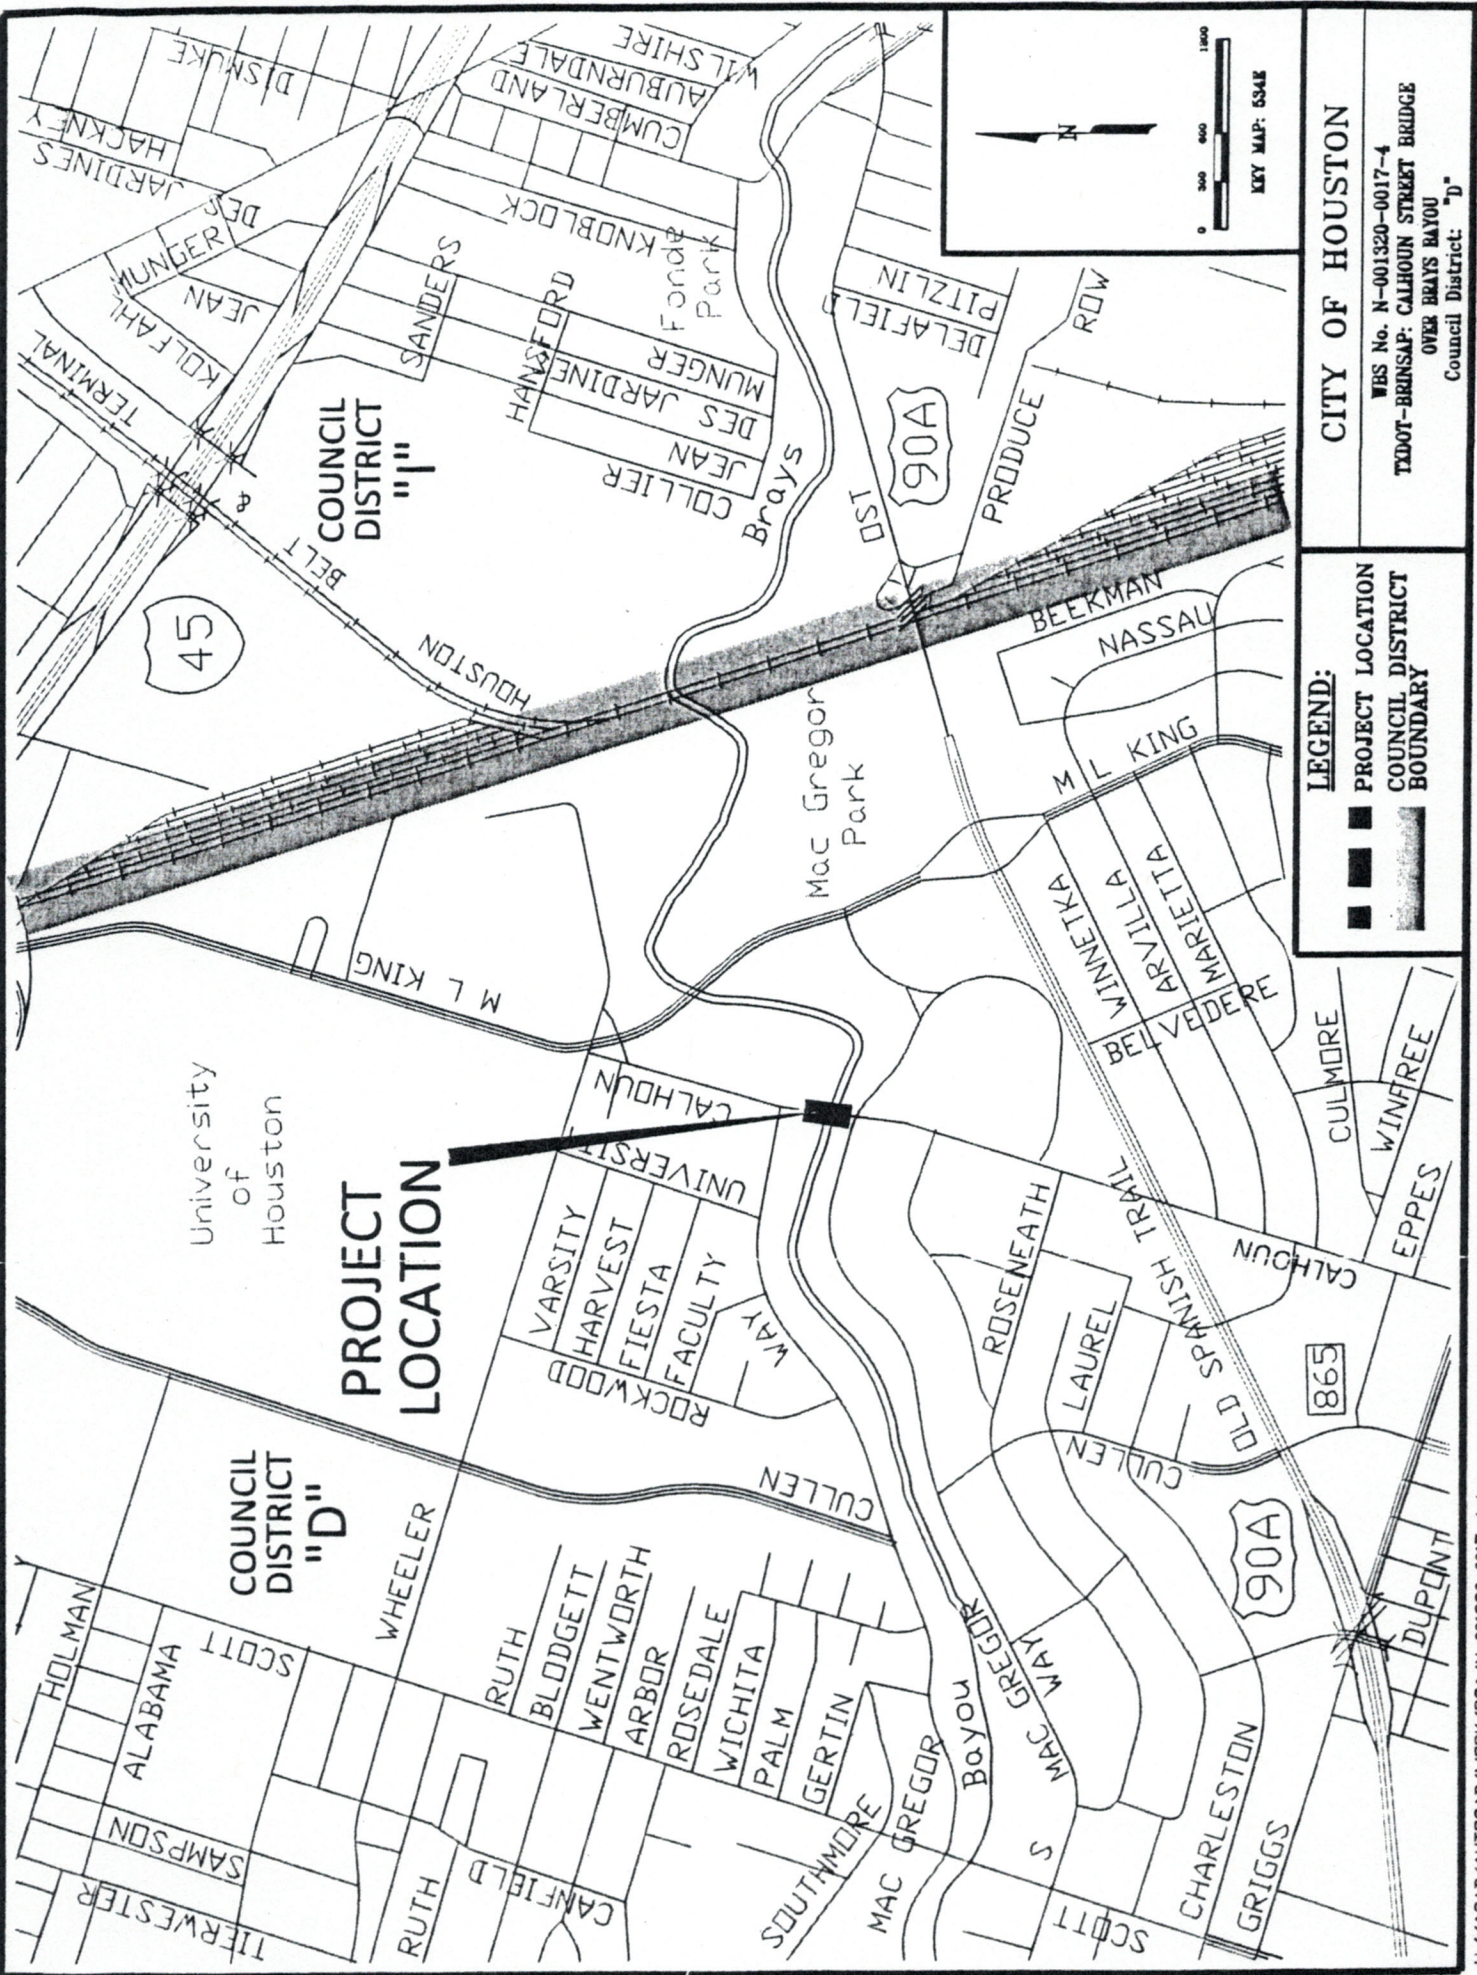 DISMUKE
HACKNEY
JARDINES
DES
MUNGER
JEAN
KOLFAHL
TERMINAL
WILSHIRE
AUBURNDALE
CUMBERLAND
KNOBLOCK
Fonde
Park
SANDERS
HANSFORD
MUNGER
DES JARDINE
JEAN
COLLIER
PITZLIN
DELAFIELD
ROW
PRODUCE
OST
90A
Brays
COUNCIL
DISTRICT
"I"
&
BELT
HOUSTON
45
BEEKMAN
NASSAU
M L KING
Mac Gregor
Park
WINNETKA
ARVILLA
MARIETTA
BELVEDERE
CULMORE
WINFREE
EPPES
M L KING
University
of
Houston
CALHOUN
PROJECT
LOCATION
VARSITY
HARVEST
FIESTA
FACULTY
ROCKWOOD
WAY
ROSENEATH
LAUREL
OLD SPANISH TRAIL
CALHOUN
865
CULLEN
CULLEN
COUNCIL
DISTRICT
"D"
WHEELER
HOLMAN
ALABAMA
SCOTT
SAMPSON
TIERWESTER
RUTH
CANFIELD
RUTH
BLODGETT
WENTWORTH
ARBOR
ROSEDALE
WICHITA
PALM
GERTIN
SOUTHMORE
MAC GREGOR
Bayou
MAC GREGOR
WAY
S
MAC GREGOR
WAY
SCOTT
CHARLESTON
GRIGGS
90A
DUPONT
N
0 300 600 1200
KEY MAP: 534E
LEGEND:
PROJECT LOCATION
COUNCIL DISTRICT
BOUNDARY
CITY OF HOUSTON
WBS No. N-001320-0017-4
TXDOT-BRINSAP: CALHOUN STREET BRIDGE
OVER BRAYS BAYOU
Council District: "D"